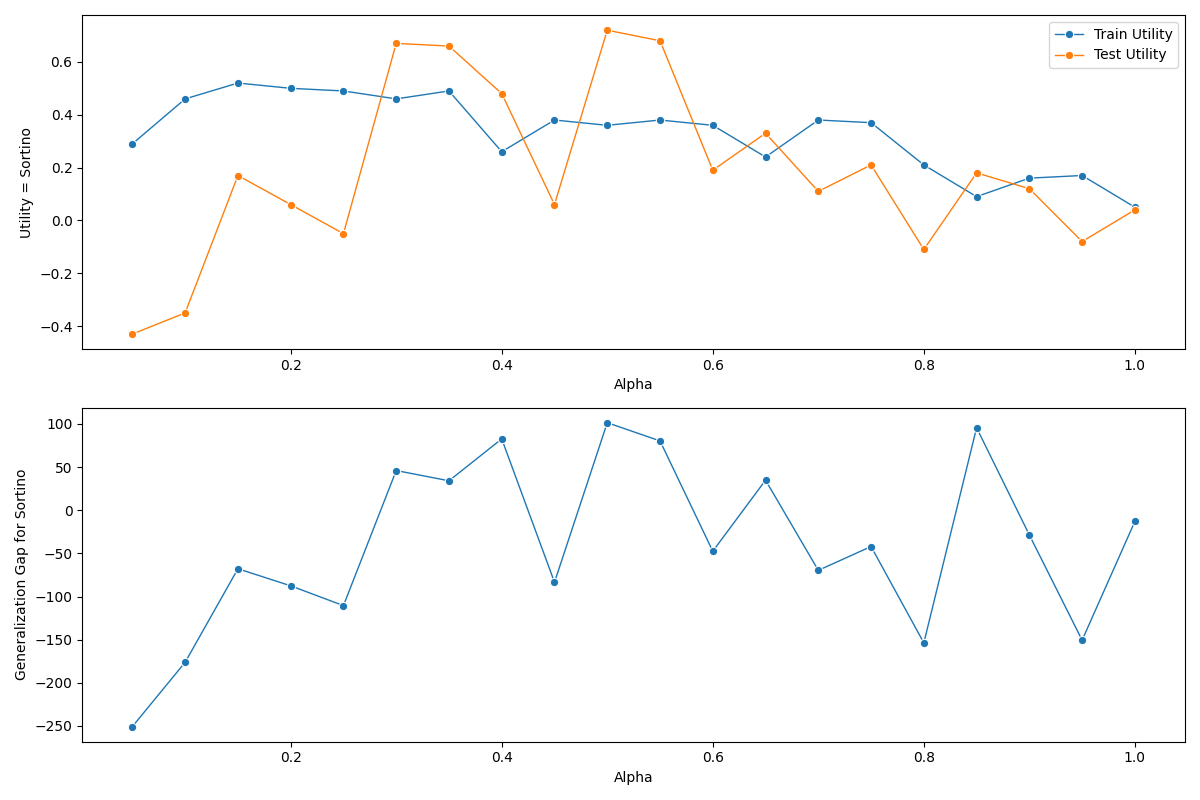 Train Utility
Test Utility
Utility = Sortino
0.6
0.4
0.2
0.0
−0.2
−0.4
0.2 0.4 0.6 0.8 1.0
Alpha
Generalization Gap for Sortino
100
50
0
−50
−100
−150
−200
−250
0.2 0.4 0.6 0.8 1.0
Alpha